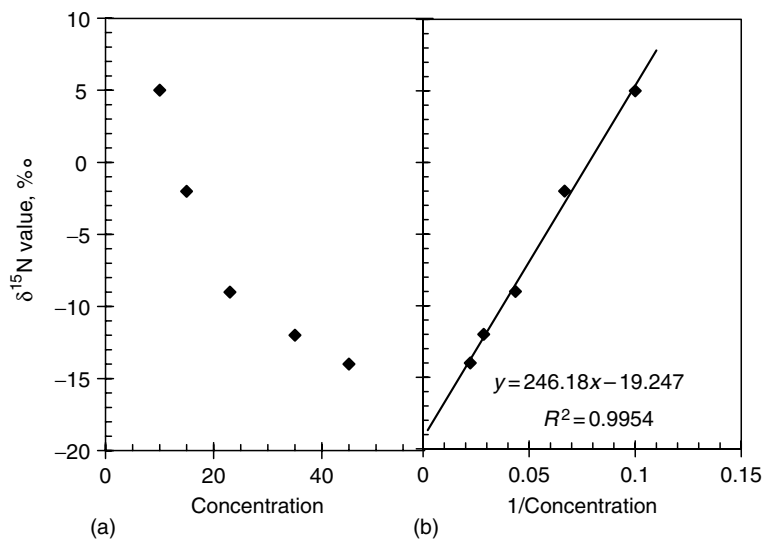 10
5
0
−5
−10
−15
−20
δ¹⁵N value, ‰
0 20 40
Concentration
(a)
y=246.18x−19.247
R²=0.9954
0 0.05 0.1 0.15
1/Concentration
(b)